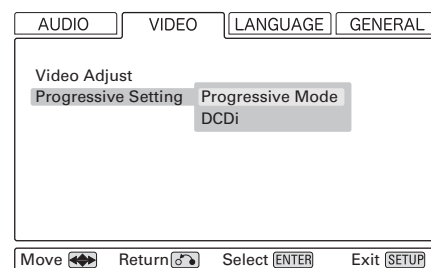 AUDIO VIDEO LANGUAGE GENERAL
Video Adjust
Progressive Setting Progressive Mode
DCDi
Move Return Select ENTER Exit SETUP